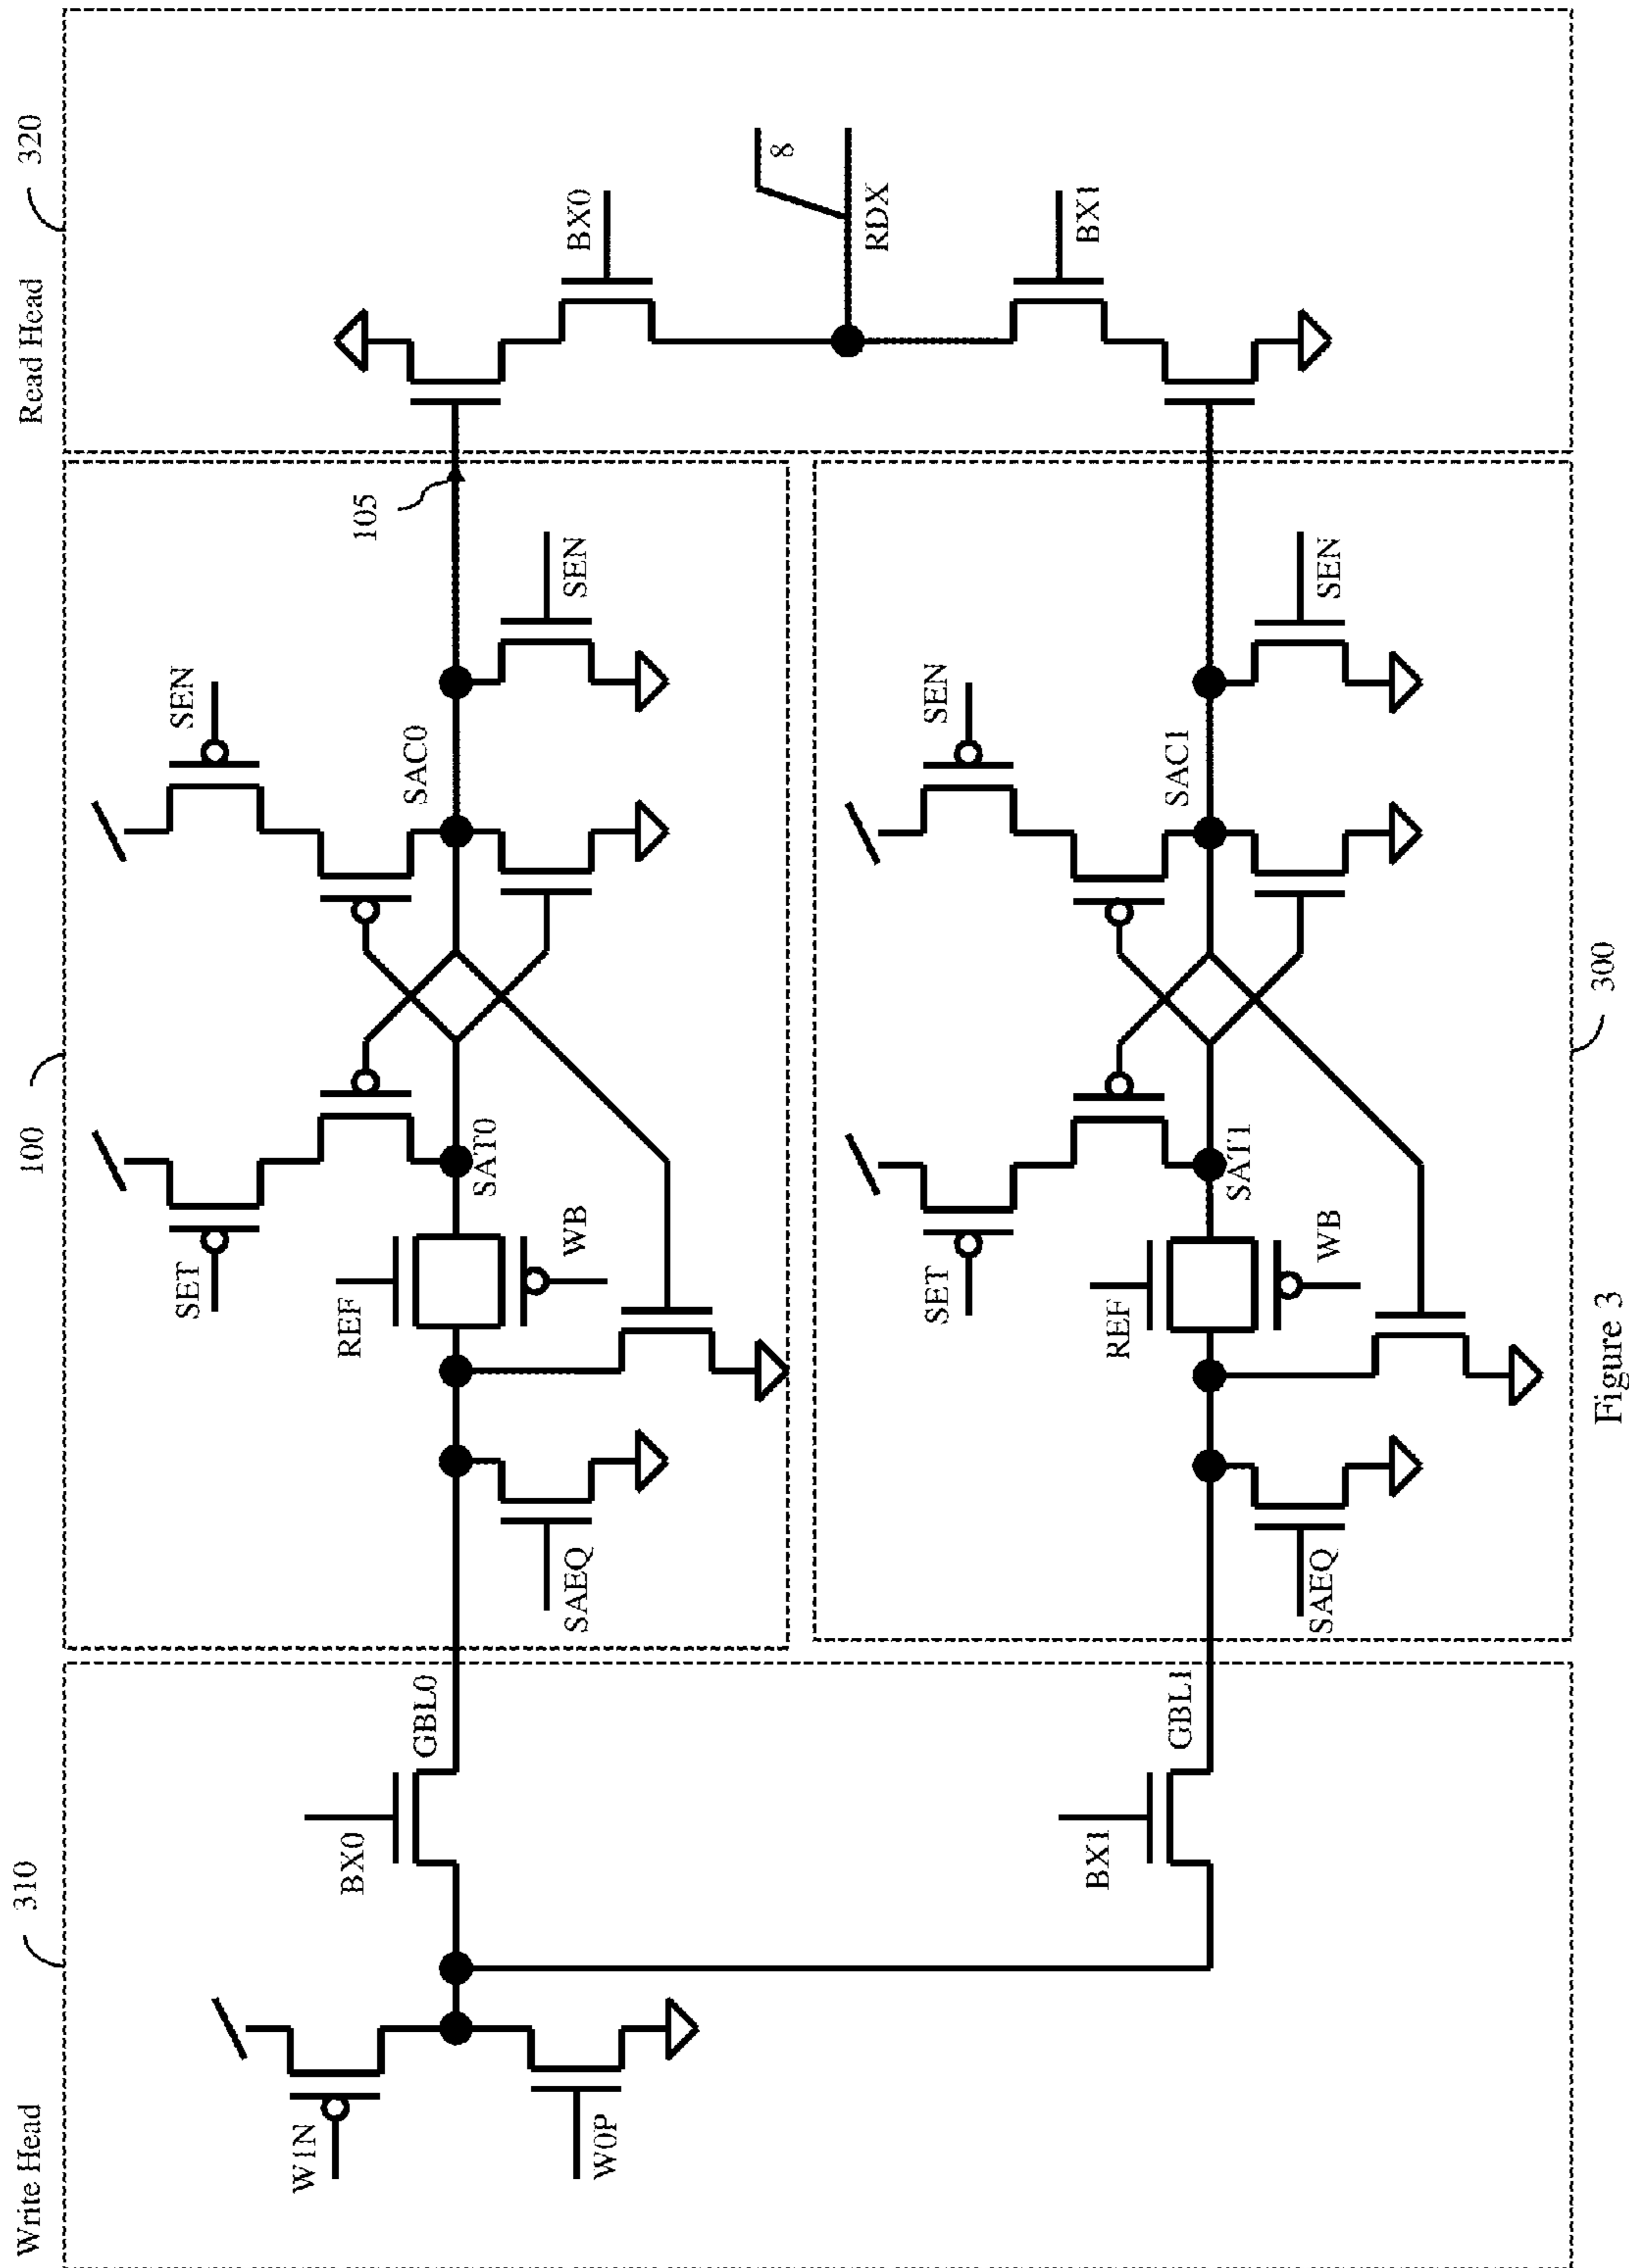 Write Head
310
W1N
W0P
BX0
GBL0
BX1
GBL1
100
SAEQ
REF
WB
SET
SAT0
SAC0
SEN
SEN
105
300
SAEQ
REF
WB
SET
SAT1
SAC1
SEN
SEN
Read Head
320
BX0
8
RDX
BX1
Figure 3